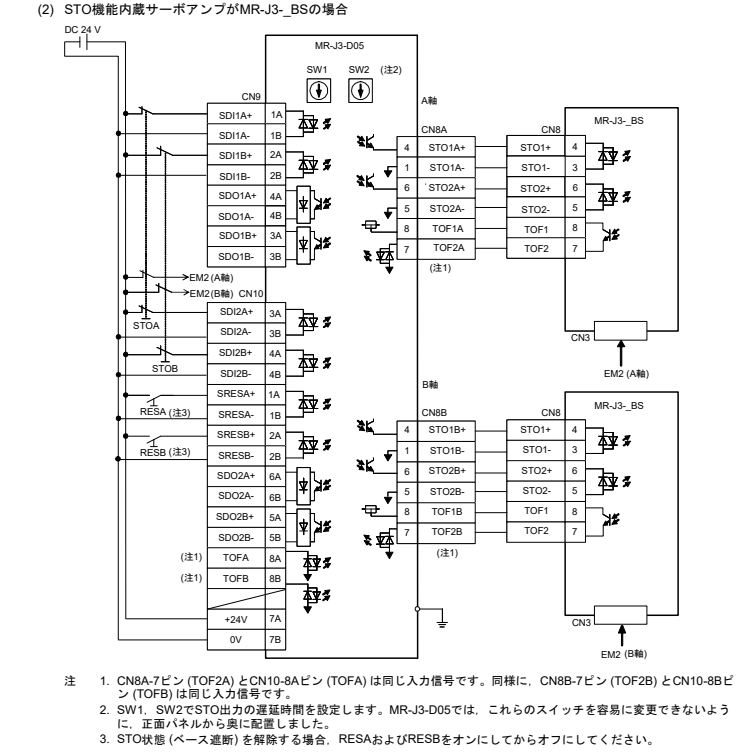 (2) STO機能内蔵サーボアンプがMR-J3-_BSの場合
DC 24 V
MR-J3-D05
SW1 SW2 (注2)
CN9
SDI1A+ 1A
SDI1A- 1B
SDI1B+ 2A
SDI1B- 2B
SDO1A+ 4A
SDO1A- 4B
SDO1B+ 3A
SDO1B- 3B
EM2 (A軸)
EM2 (B軸) CN10
SDI2A+ 3A
SDI2A- 3B
SDI2B+ 4A
SDI2B- 4B
SRESA+ 1A
SRESA- 1B
SRESB+ 2A
SRESB- 2B
SDO2A+ 6A
SDO2A- 6B
SDO2B+ 5A
SDO2B- 5B
(注1) TOFA 8A
(注1) TOFB 8B
+24V 7A
0V 7B
STOA
STOB
RESA (注3)
RESB (注3)
A軸
CN8A
4 STO1A+
1 STO1A-
6 STO2A+
5 STO2A-
8 TOF1A
7 TOF2A
(注1)
CN8
STO1+ 4
STO1- 3
STO2+ 6
STO2- 5
TOF1 8
TOF2 7
MR-J3-_BS
CN3
EM2 (A軸)
B軸
CN8B
4 STO1B+
1 STO1B-
6 STO2B+
5 STO2B-
8 TOF1B
7 TOF2B
(注1)
CN8
STO1+ 4
STO1- 3
STO2+ 6
STO2- 5
TOF1 8
TOF2 7
MR-J3-_BS
CN3
EM2 (B軸)
注 1. CN8A-7ピン (TOF2A) とCN10-8Aピン (TOFA) は同じ入力信号です。同様に，CN8B-7ピン (TOF2B) とCN10-8Bピ
ン (TOFB) は同じ入力信号です。
2. SW1，SW2でSTO出力の遅延時間を設定します。MR-J3-D05では，これらのスイッチを容易に変更できないよう
に，正面パネルから奥に配置しました。
3. STO状態 (ベース遮断) を解除する場合，RESAおよびRESBをオンにしてからオフにしてください。